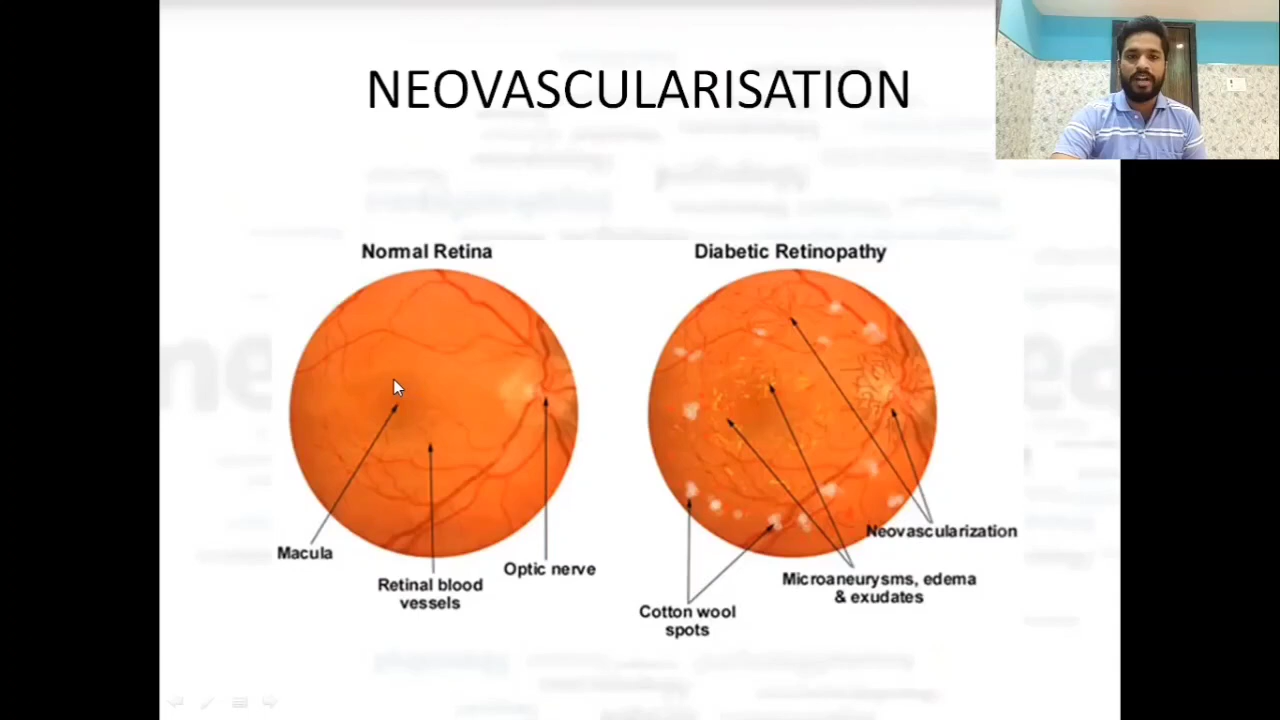 NEOVASCULARISATION
Normal Retina
Diabetic Retinopathy
Macula
Retinal blood
vessels
Optic nerve
Neovascularization
Microaneurysms, edema
& exudates
Cotton wool
spots